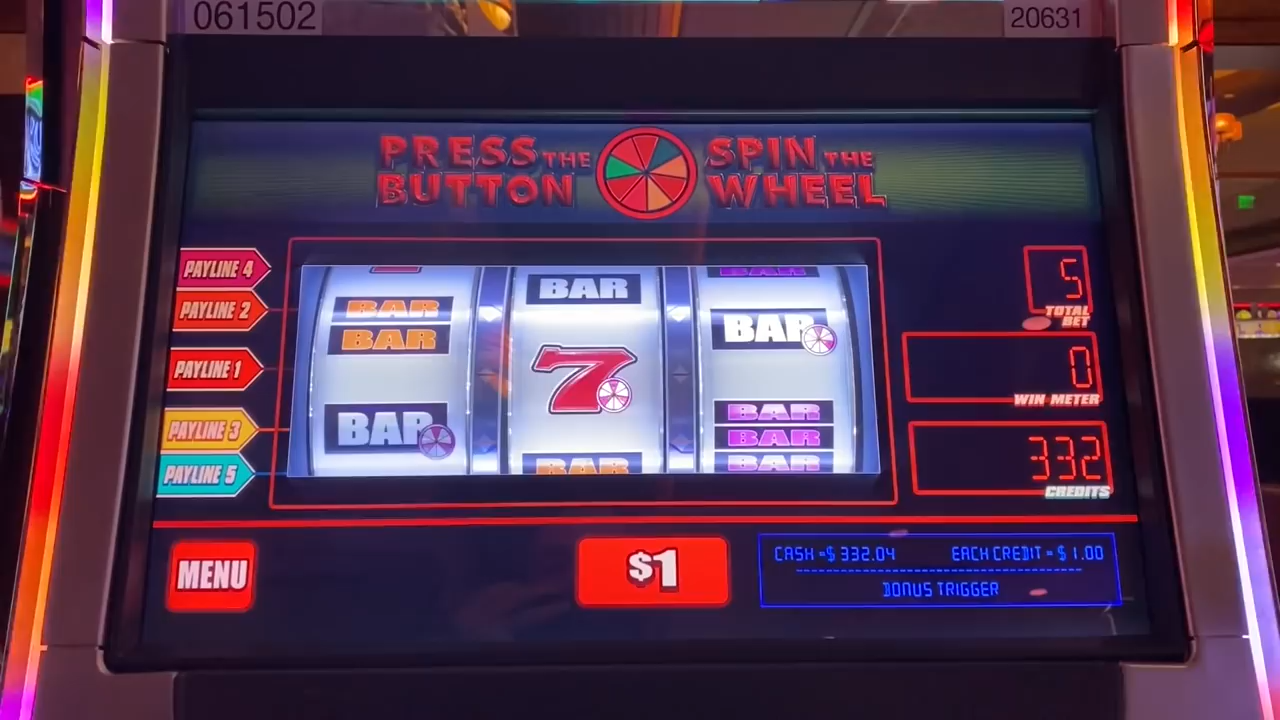 061502
20631
PRESS THE SPIN THE
BUTTON WHEEL
PAYLINE 4
PAYLINE 2
PAYLINE 1
PAYLINE 3
PAYLINE 5
BAR
BAR
BAR
BAR
7
BAR
BAR
BAR
BAR
BAR
BAR
5
TOTAL
BET
0
WIN METER
332
CREDITS
MENU
$1
CASH =$ 332.04 EACH CREDIT = $ 1.00
BONUS TRIGGER